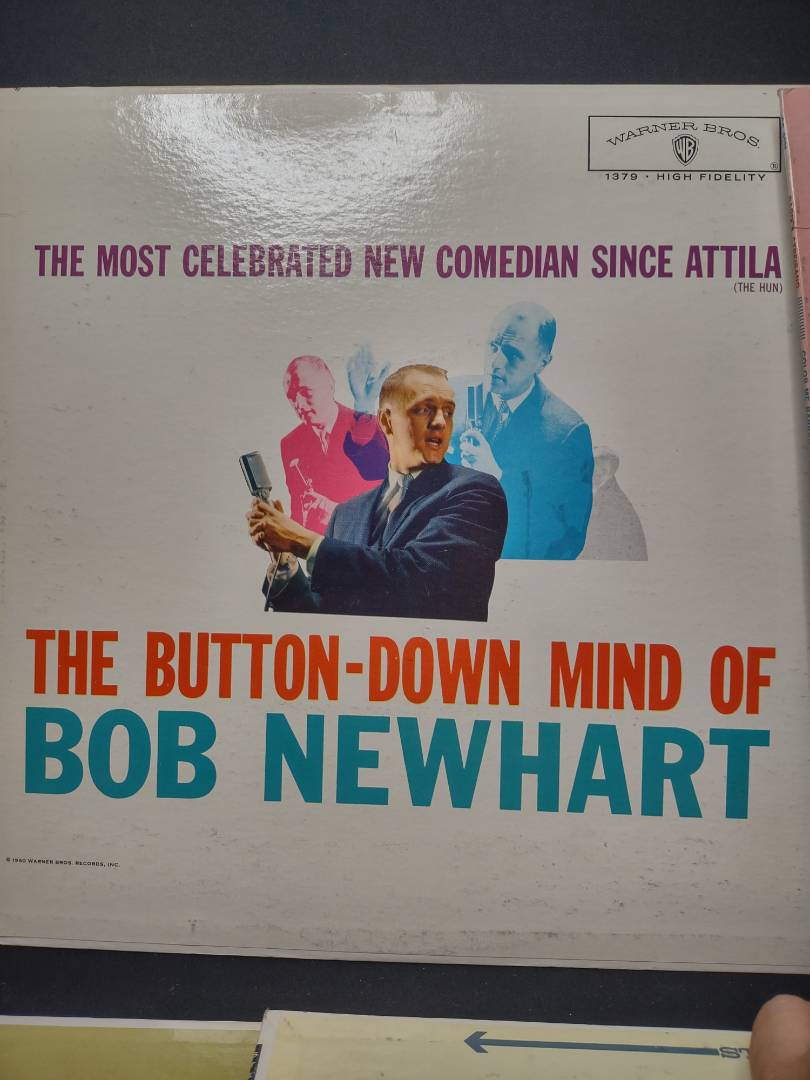 WARNER BROS.
WB
®
1379 • HIGH FIDELITY
THE MOST CELEBRATED NEW COMEDIAN SINCE ATTILA
(THE HUN)
THE BUTTON-DOWN MIND OF
BOB NEWHART
© 1960 WARNER BROS. RECORDS, INC.